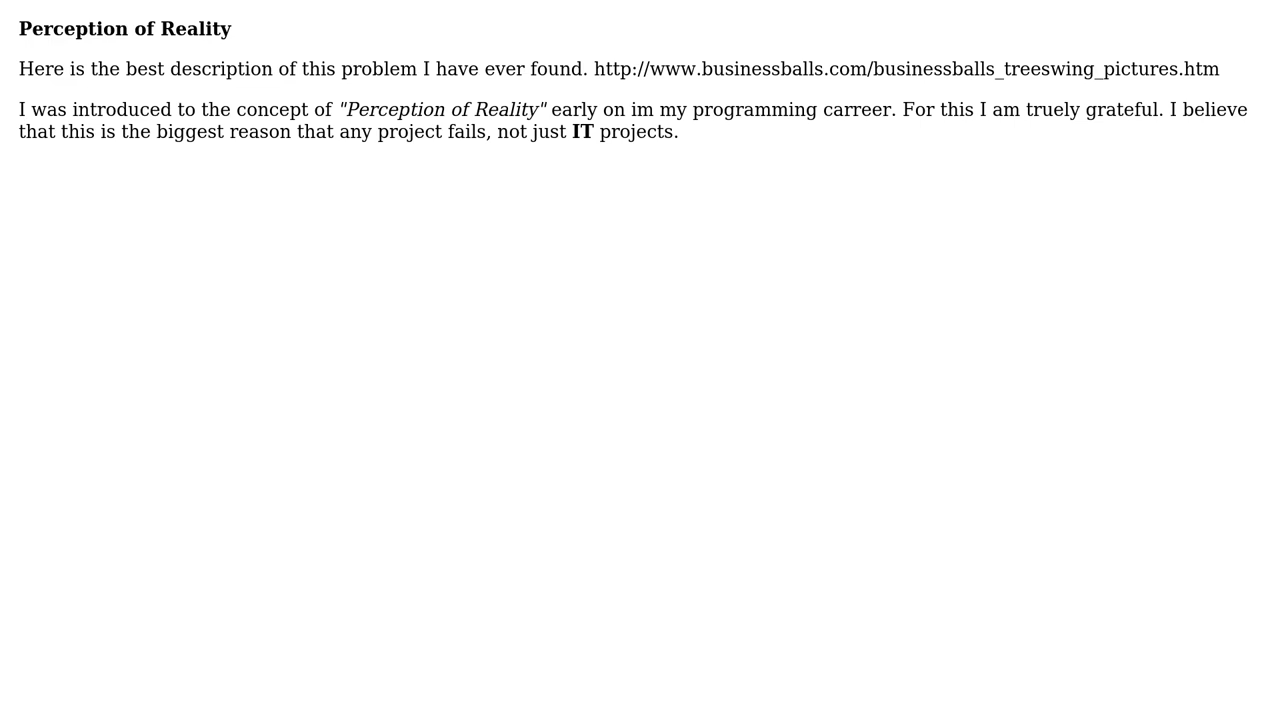 Perception of Reality
Here is the best description of this problem I have ever found. http://www.businessballs.com/businessballs_treeswing_pictures.htm
I was introduced to the concept of "Perception of Reality" early on im my programming carreer. For this I am truely grateful. I believe
that this is the biggest reason that any project fails, not just IT projects.